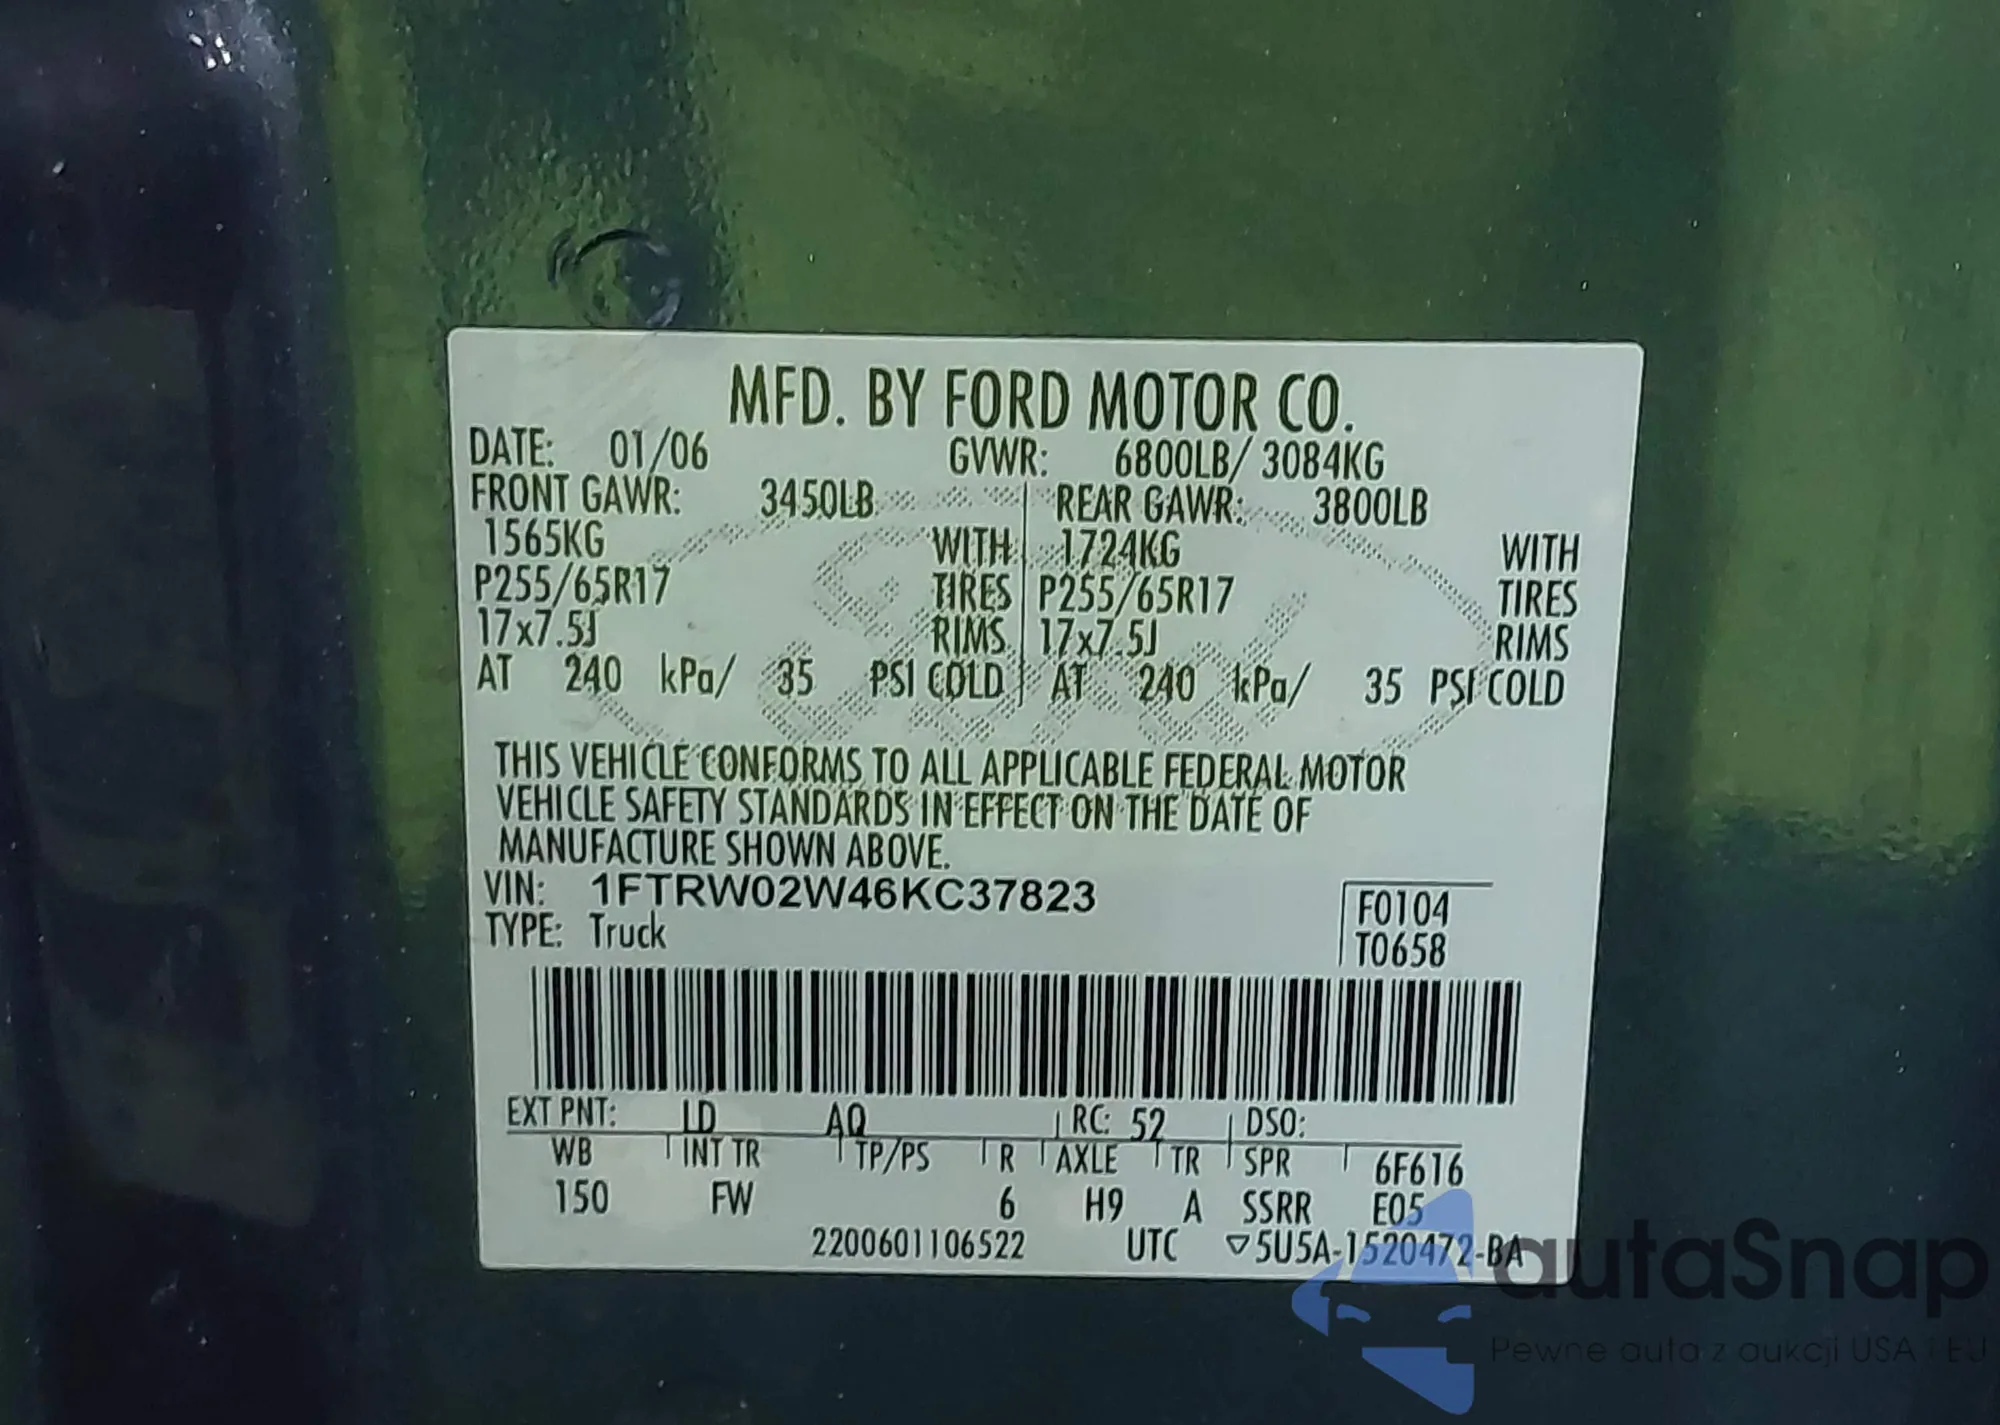 MFD. BY FORD MOTOR CO.
DATE: 01/06 GVWR: 6800LB/ 3084KG
FRONT GAWR: 3450LB REAR GAWR: 3800LB
1565KG WITH 1724KG WITH
P255/65R17 TIRES P255/65R17 TIRES
17x7.5J RIMS 17x7.5J RIMS
AT 240 kPa/ 35 PSI COLD AT 240 kPa/ 35 PSI COLD
THIS VEHICLE CONFORMS TO ALL APPLICABLE FEDERAL MOTOR
VEHICLE SAFETY STANDARDS IN EFFECT ON THE DATE OF
MANUFACTURE SHOWN ABOVE.
VIN: 1FTRW02W46KC37823 F0104
TYPE: Truck T0658
EXT PNT: LD AQ RC: 52 DSO:
WB INT TR TP/PS R AXLE TR SPR 6F616
150 FW 6 H9 A SSRR E05
2200601106522 UTC ▽5U5A-1520472-BA
autaSnap
Pewne auta z aukcji USA i EU